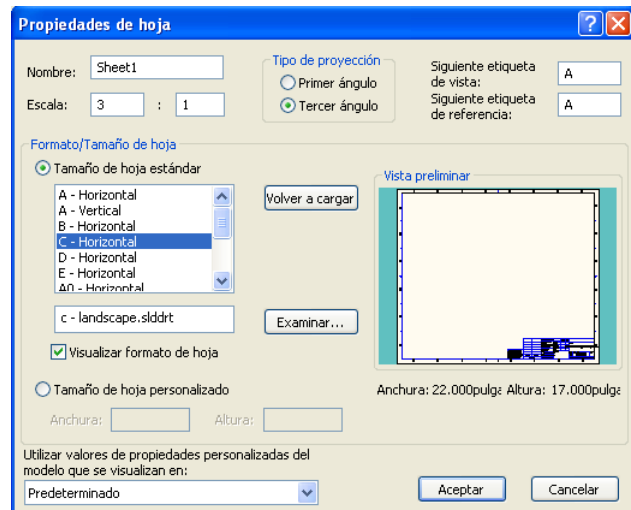 Propiedades de hoja
Nombre: Sheet1
Escala: 3 : 1
Tipo de proyección
Primer ángulo
Tercer ángulo
Siguiente etiqueta
de vista: A
Siguiente etiqueta
de referencia: A
Formato/Tamaño de hoja
Tamaño de hoja estándar
A - Horizontal
A - Vertical
B - Horizontal
C - Horizontal
D - Horizontal
E - Horizontal
A0 - Horizontal
Volver a cargar
c - landscape.slddrt
Examinar...
Visualizar formato de hoja
Tamaño de hoja personalizado
Anchura: Altura:
Vista preliminar
Anchura: 22.000pulga Altura: 17.000pulga
Utilizar valores de propiedades personalizadas del
modelo que se visualizan en:
Predeterminado
Aceptar Cancelar